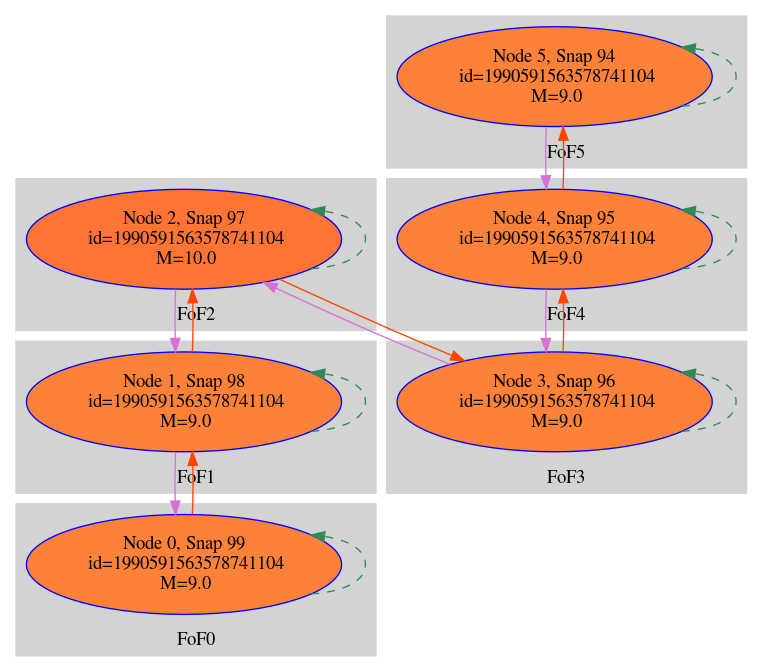 Node 5, Snap 94
id=1990591563578741104
M=9.0
FoF5
Node 2, Snap 97
id=1990591563578741104
M=10.0
FoF2
Node 4, Snap 95
id=1990591563578741104
M=9.0
FoF4
Node 1, Snap 98
id=1990591563578741104
M=9.0
FoF1
Node 3, Snap 96
id=1990591563578741104
M=9.0
FoF3
Node 0, Snap 99
id=1990591563578741104
M=9.0
FoF0